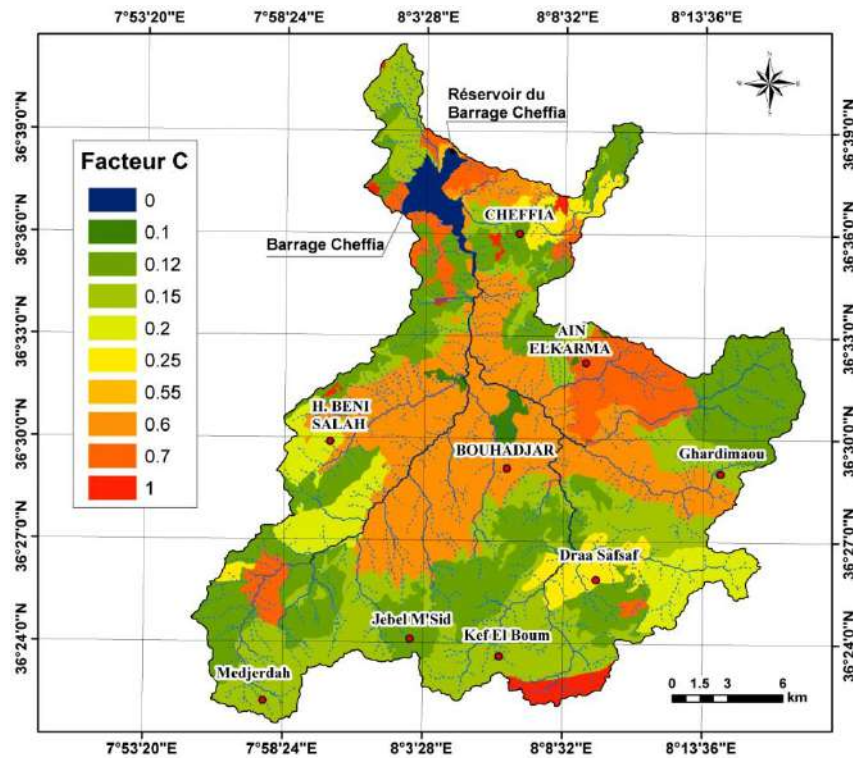 7°53'20"E
7°58'24"E
8°3'28"E
8°8'32"E
8°13'36"E
Réservoir du
Barrage Cheffia
36°39'0"N
36°39'0"N
Facteur C
0
0.1
0.12
0.15
0.2
0.25
0.55
0.6
0.7
1
CHEFFIA
36°36'0"N
36°36'0"N
Barrage Cheffia
36°33'0"N
36°33'0"N
AIN
ELKARMA
H. BENI
SALAH
36°30'0"N
36°30'0"N
BOUHADJAR
Ghardimaou
36°27'0"N
36°27'0"N
Draa Safsaf
Jebel M'Sid
Kef El Boum
36°24'0"N
36°24'0"N
Medjerdah
0 1.5 3 6
km
7°53'20"E
7°58'24"E
8°3'28"E
8°8'32"E
8°13'36"E